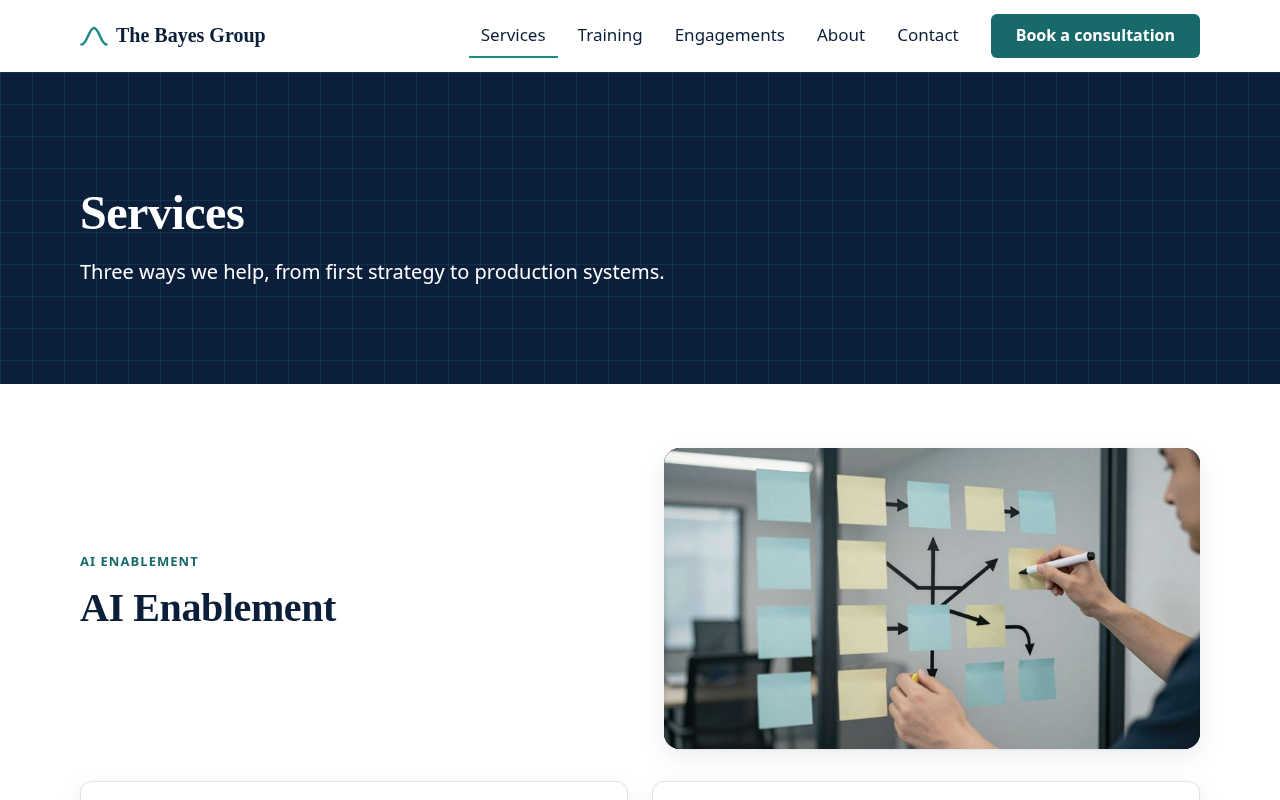 The Bayes Group
Services
Training
Engagements
About
Contact
Book a consultation
Services
Three ways we help, from first strategy to production systems.
AI ENABLEMENT
AI Enablement